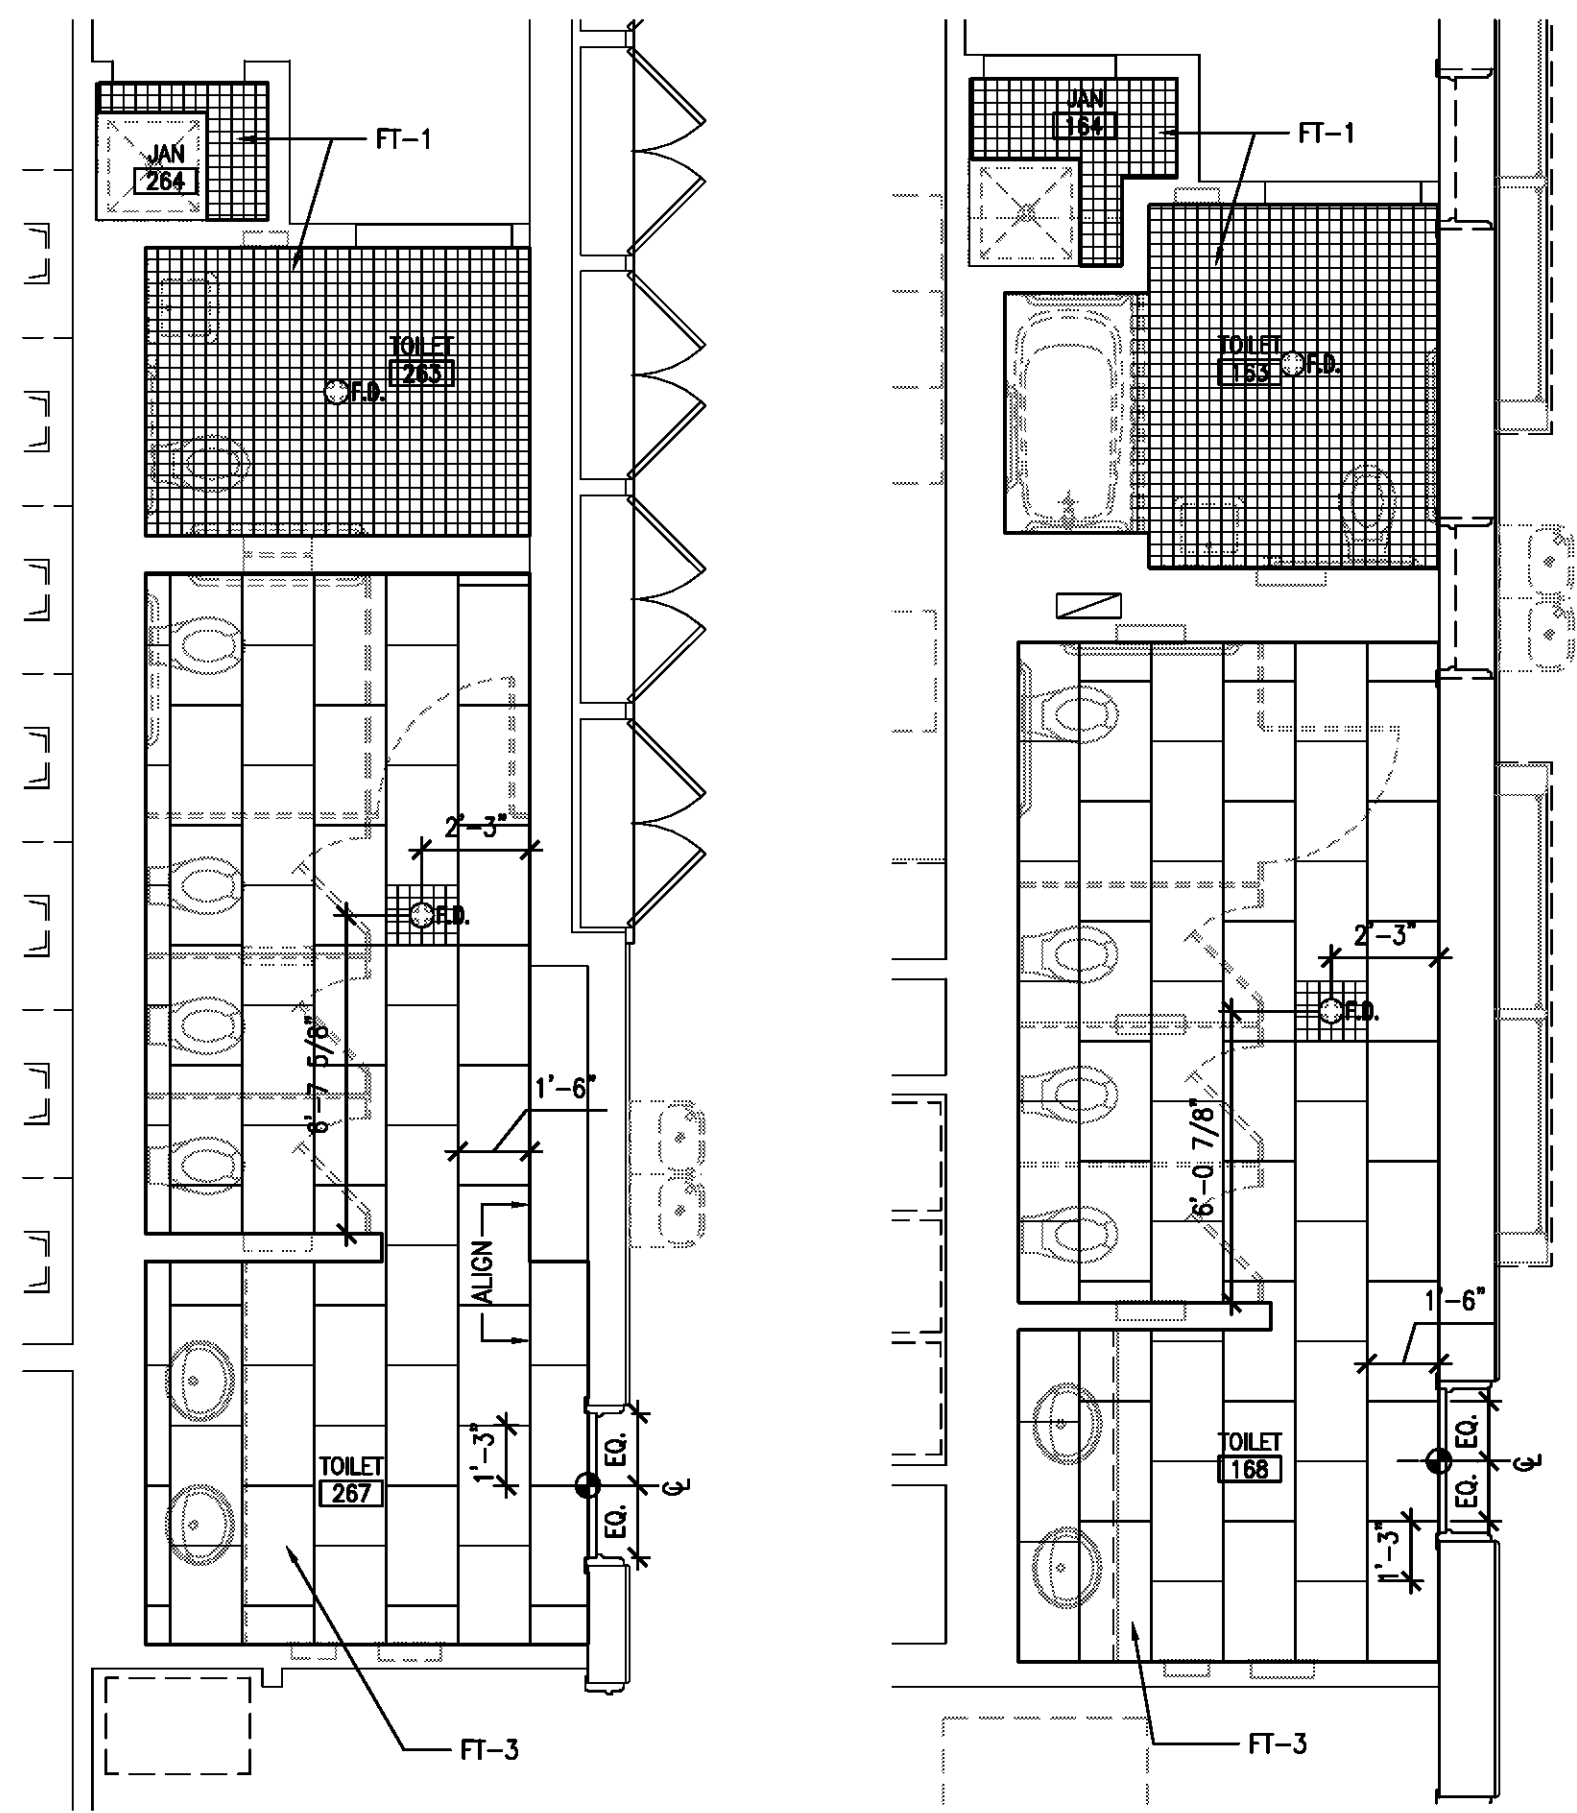 JAN
264
FT-1
TOILET
263
F.D.
2'-3"
F.D.
6'-7 5/8"
1'-6"
ALIGN
1'-3"
EQ.
EQ.
℄
TOILET
267
FT-3
JAN
164
FT-1
TOILET
163
F.D.
2'-3"
F.D.
6'-0 7/8"
1'-6"
TOILET
168
EQ.
EQ.
℄
1'-3"
FT-3